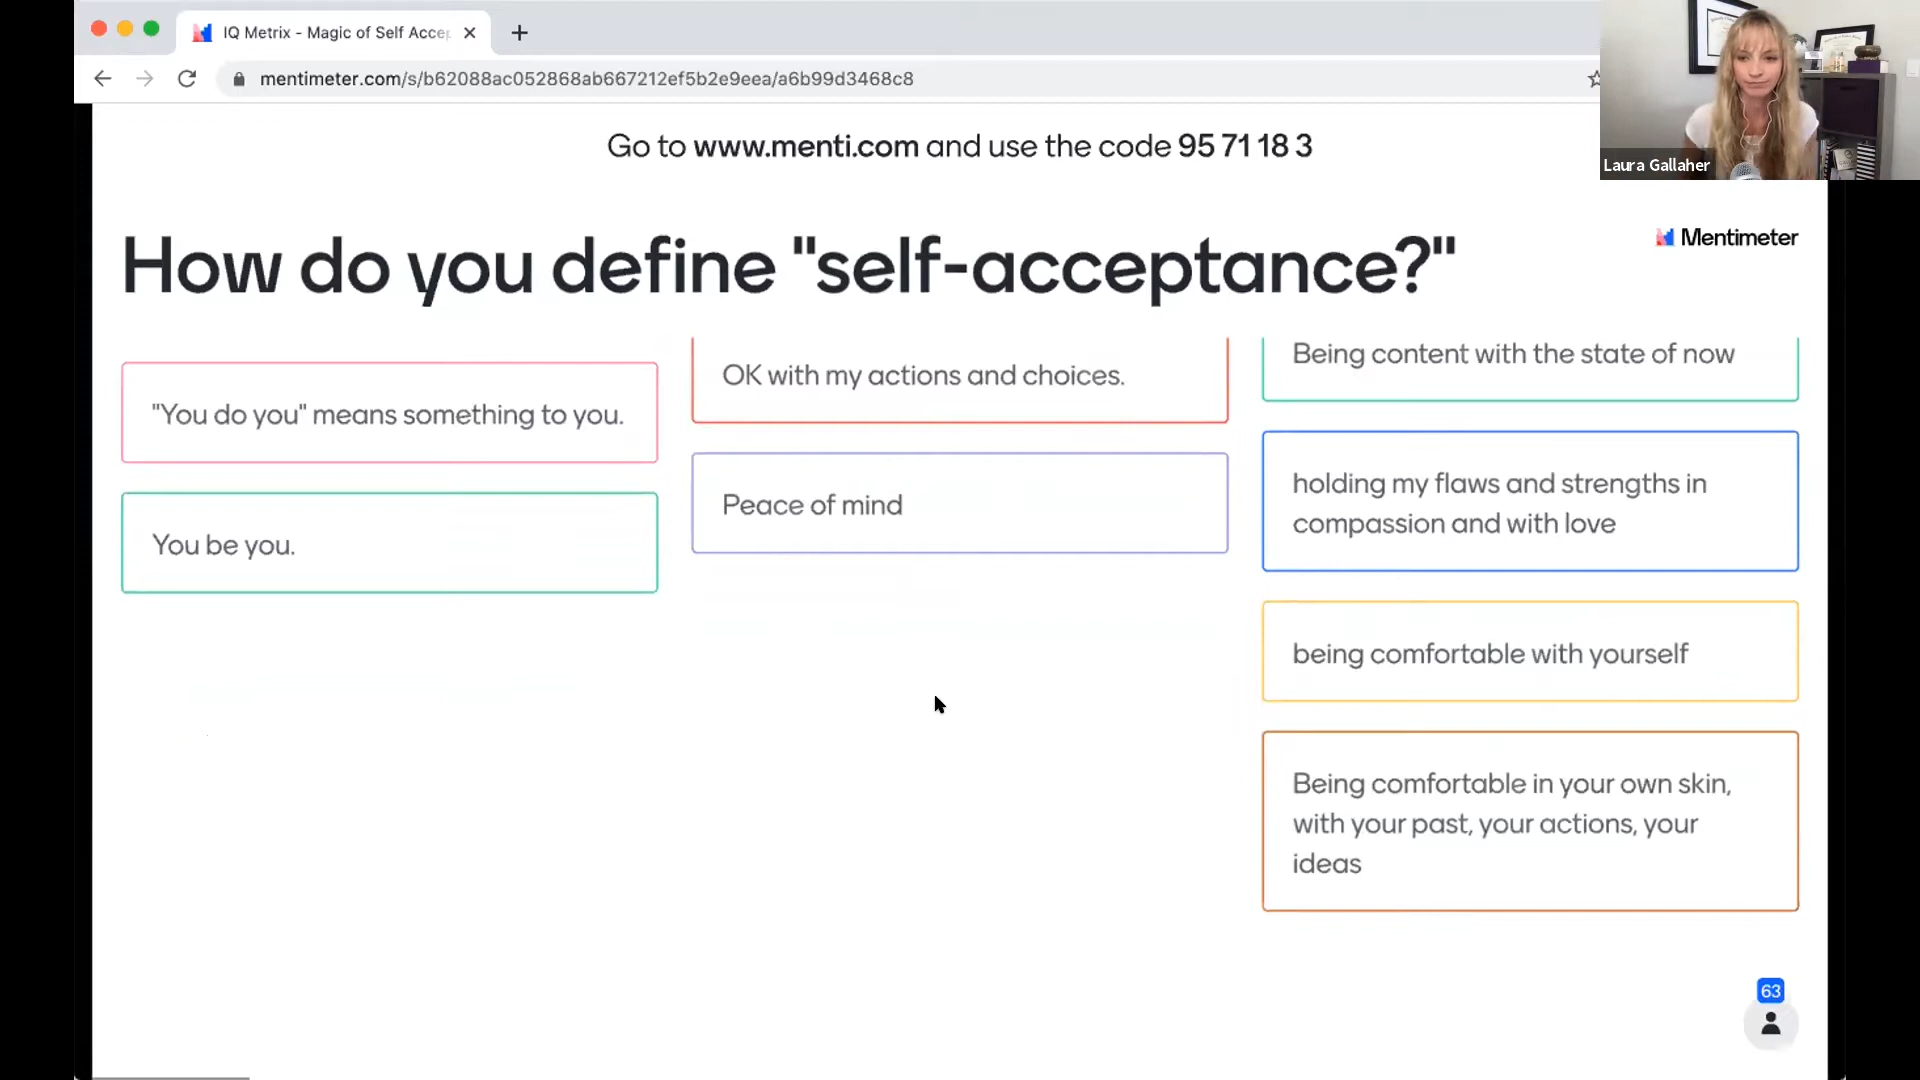 IQ Metrix - Magic of Self Accep
mentimeter.com/s/b62088ac052868ab667212ef5b2e9eea/a6b99d3468c8
Laura Gallaher
Go to www.menti.com and use the code 95 71 18 3
Mentimeter
How do you define "self-acceptance?"
"You do you" means something to you.
You be you.
OK with my actions and choices.
Peace of mind
Being content with the state of now
holding my flaws and strengths in
compassion and with love
being comfortable with yourself
Being comfortable in your own skin,
with your past, your actions, your
ideas
63